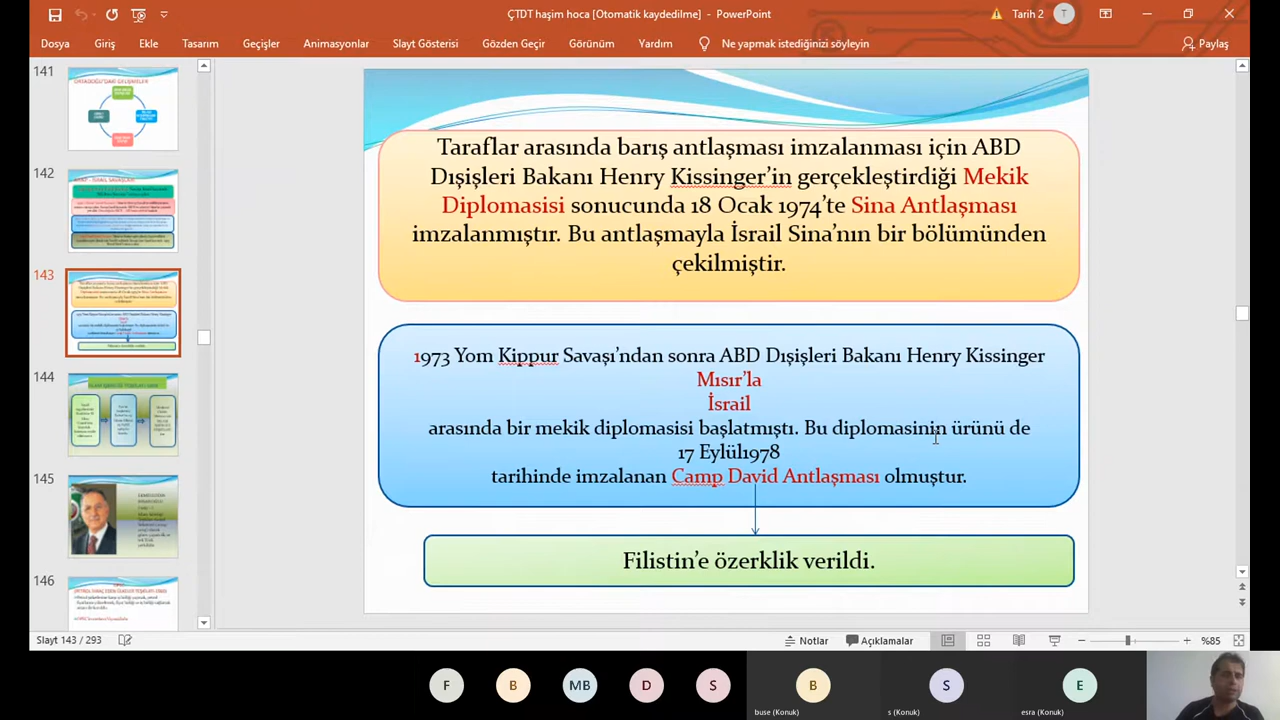 ÇTDT haşim hoca [Otomatik kaydedilme] - PowerPoint
Tarih 2
T
Dosya Giriş Ekle Tasarım Geçişler Animasyonlar Slayt Gösterisi Gözden Geçir Görünüm Yardım Ne yapmak istediğinizi söyleyin Paylaş
141
ORTADOĞU'DAKİ GELİŞMELER
142
143
144
145
146
Taraflar arasında barış antlaşması imzalanması için ABD
Dışişleri Bakanı Henry Kissinger'in gerçekleştirdiği Mekik
Diplomasisi sonucunda 18 Ocak 1974'te Sina Antlaşması
imzalanmıştır. Bu antlaşmayla İsrail Sina'nın bir bölümünden
çekilmiştir.
1973 Yom Kippur Savaşı'ndan sonra ABD Dışişleri Bakanı Henry Kissinger
Mısır'la
İsrail
arasında bir mekik diplomasisi başlatmıştı. Bu diplomasinin ürünü de
17 Eylül1978
tarihinde imzalanan Camp David Antlaşması olmuştur.
Filistin'e özerklik verildi.
Slayt 143 / 293
Notlar Açıklamalar %85
F B MB D S B S E
buse (Konuk) s (Konuk) esra (Konuk)